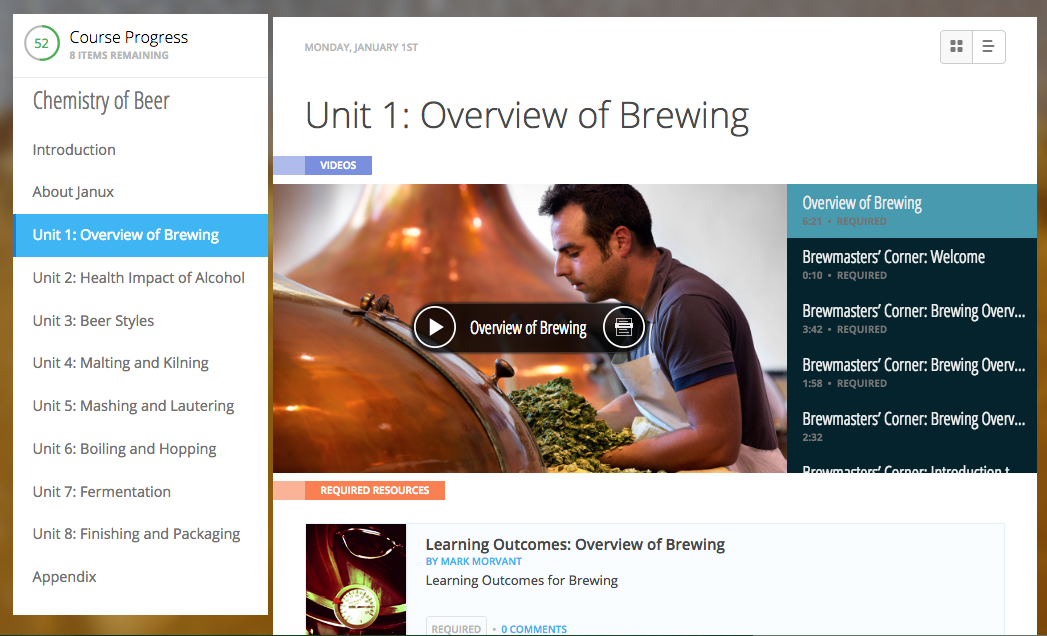 52
Course Progress
8 ITEMS REMAINING
Chemistry of Beer
Introduction
About Janux
Unit 1: Overview of Brewing
Unit 2: Health Impact of Alcohol
Unit 3: Beer Styles
Unit 4: Malting and Kilning
Unit 5: Mashing and Lautering
Unit 6: Boiling and Hopping
Unit 7: Fermentation
Unit 8: Finishing and Packaging
Appendix
MONDAY, JANUARY 1ST
Unit 1: Overview of Brewing
VIDEOS
Overview of Brewing
Overview of Brewing
6:21 • REQUIRED
Brewmasters’ Corner: Welcome
0:10 • REQUIRED
Brewmasters’ Corner: Brewing Overv...
3:42 • REQUIRED
Brewmasters’ Corner: Brewing Overv...
1:58 • REQUIRED
Brewmasters’ Corner: Brewing Overv...
2:32
Brewmasters’ Corner: Introduction t...
REQUIRED RESOURCES
Learning Outcomes: Overview of Brewing
BY MARK MORVANT
Learning Outcomes for Brewing
REQUIRED • 0 COMMENTS